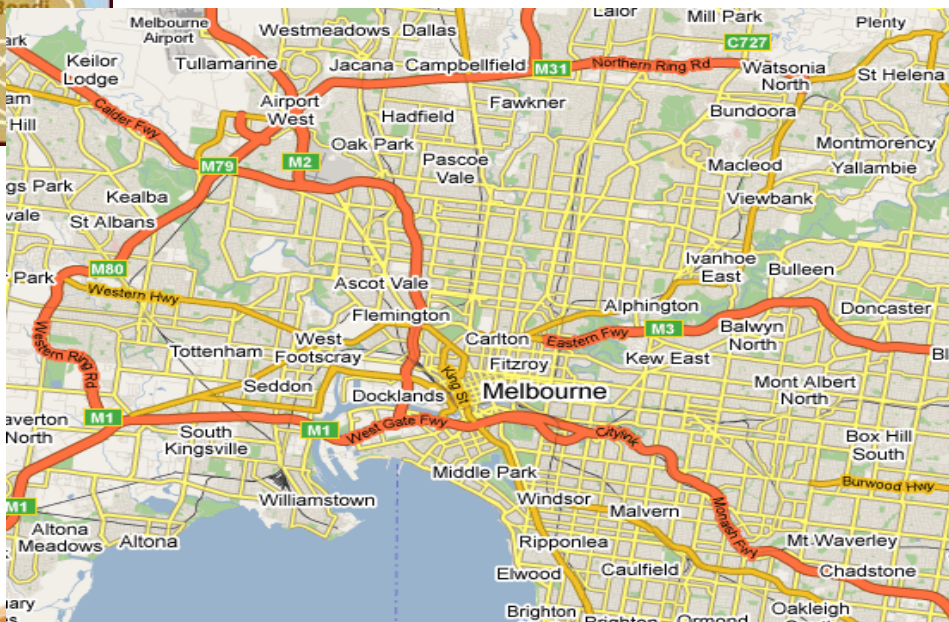 Melbourne
Airport
Westmeadows
Dallas
Lalor
Mill Park
Plenty
C727
Keilor
Lodge
Tullamarine
Jacana
Campbellfield
M31
Northern Ring Rd
Watsonia
North
St Helena
Calder Fwy
Airport
West
Fawkner
Bundoora
Hill
Hadfield
Oak Park
Montmorency
M79
M2
Pascoe
Vale
Macleod
Yallambie
gs Park
Kealba
Viewbank
vale
St Albans
Ivanhoe
East
Bulleen
Park
M80
Western Hwy
Ascot Vale
Alphington
Doncaster
Flemington
M3
Balwyn
North
West
Footscray
Carlton
Eastern Fwy
Western Ring Rd
Tottenham
Fitzroy
Kew East
Bl
Seddon
King St
Melbourne
Mont Albert
North
Docklands
M1
averton
North
South
Kingsville
M1
West Gate Fwy
Citylink
Box Hill
South
Middle Park
Burwood Hwy
M1
Williamstown
Windsor
Malvern
Monash Fwy
Altona
Meadows
Altona
Ripponlea
Mt Waverley
Elwood
Caulfield
Chadstone
Brighton
Ormond
Oakleigh